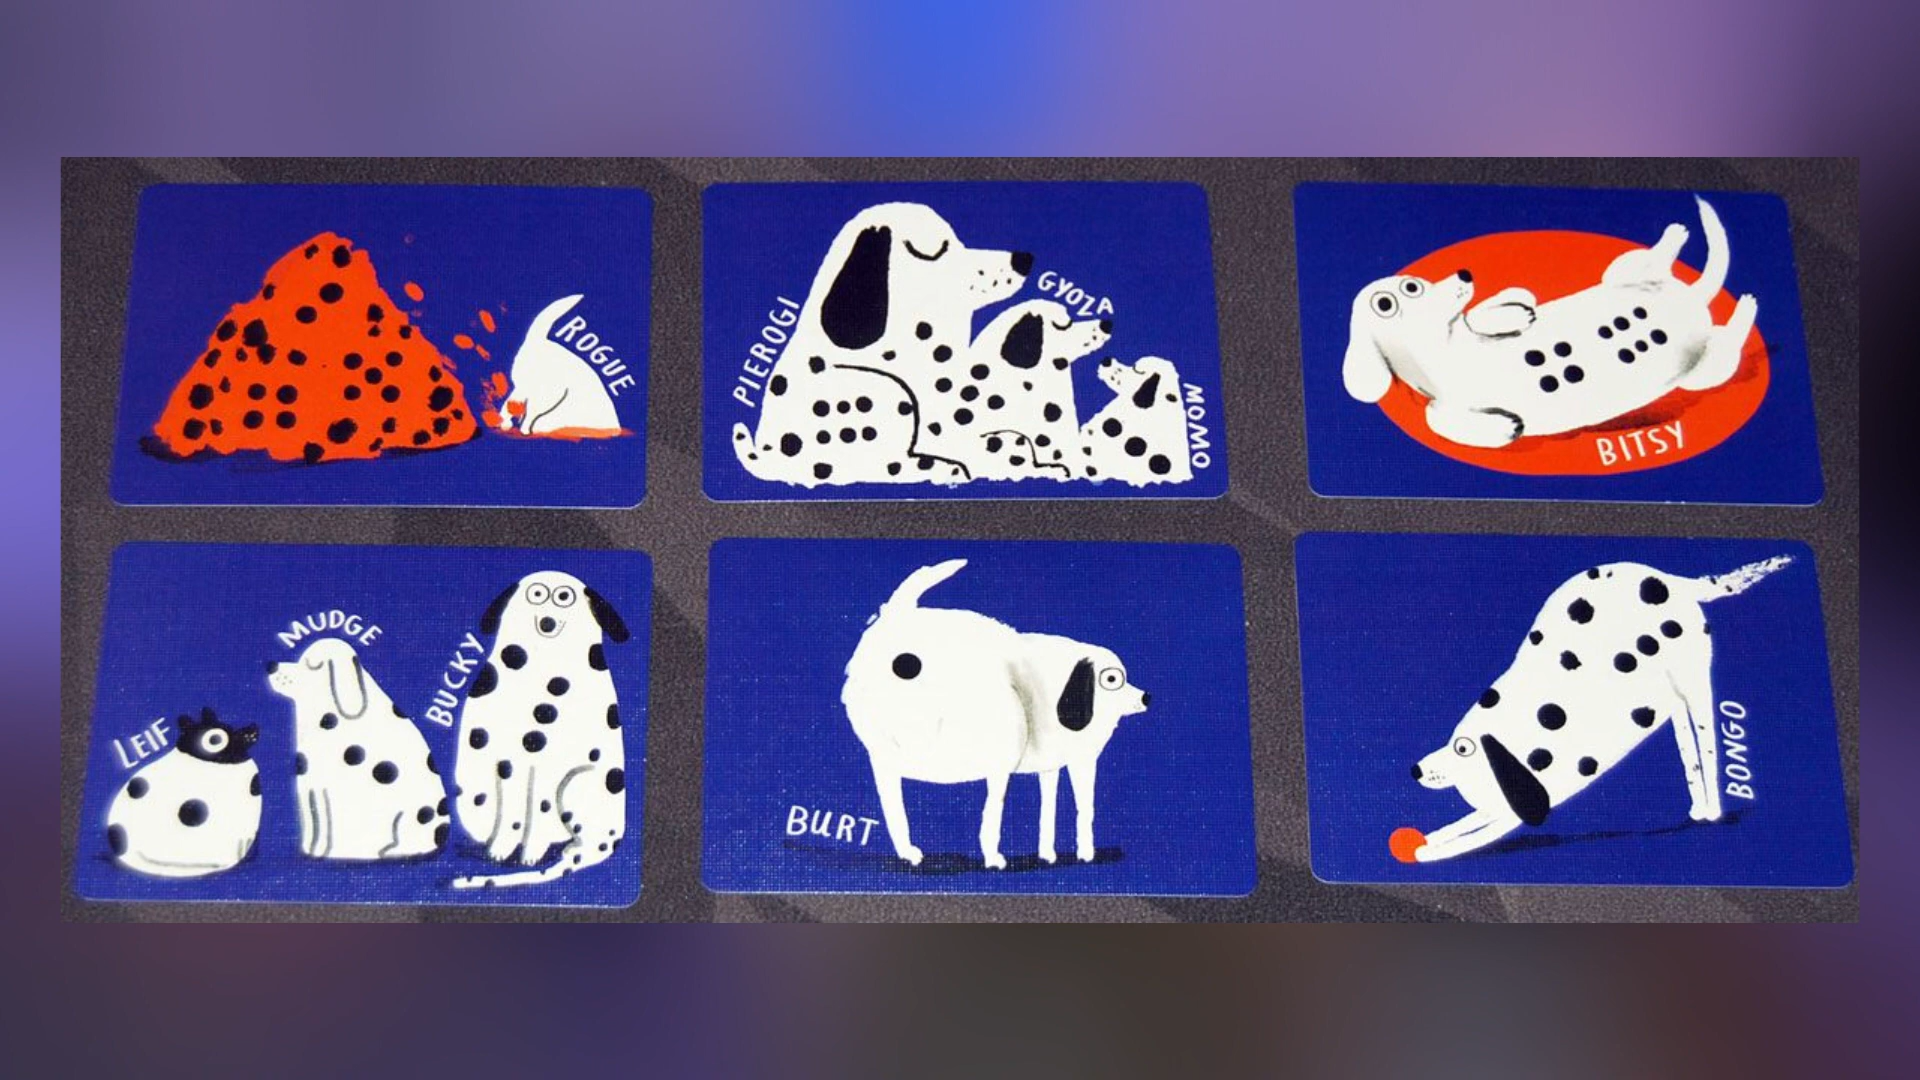 ROGUE
PIEROGI
GYOZA
MOMO
BITSY
LEIF
MUDGE
BUCKY
BURT
BONGO